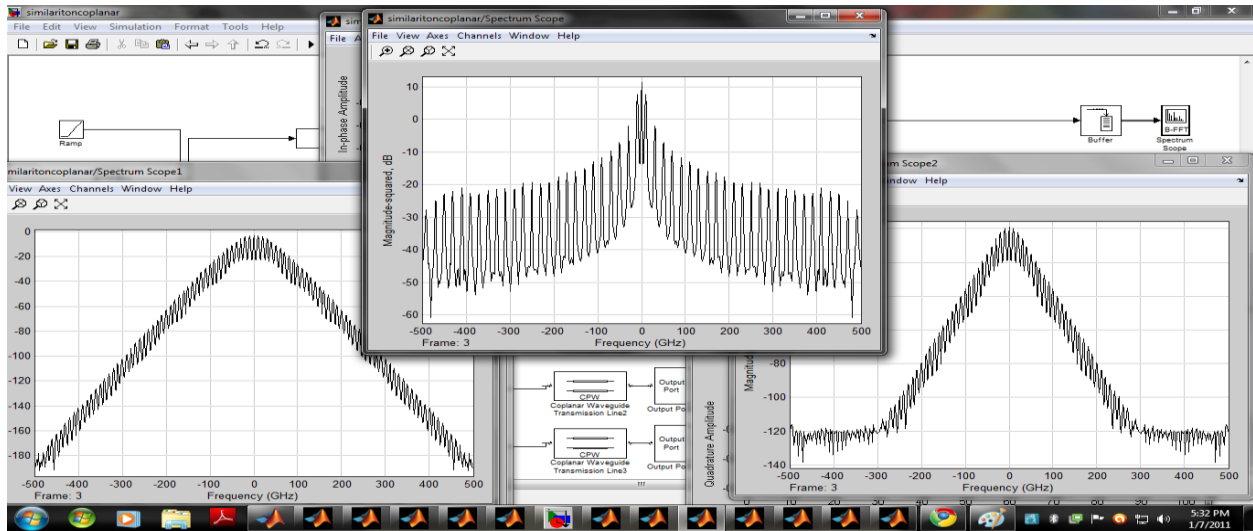 similaritoncoplanar
File Edit View Simulation Format Tools Help
Ramp
Buffer
B-FFT
Spectrum
Scope
File A
In-phase Amplitude
similaritoncoplanar/Spectrum Scope
File View Axes Channels Window Help
Magnitude-squared, dB
10
0
-10
-20
-30
-40
-50
-60
-500 -400 -300 -200 -100 0 100 200 300 400 500
Frame: 3
Frequency (GHz)
milaritoncoplanar/Spectrum Scope1
View Axes Channels Window Help
0
-20
-40
-60
-80
-100
-120
-140
-160
-180
-500 -400 -300 -200 -100 0 100 200 300 400 500
Frame: 3
Frequency (GHz)
m Scope2
indow Help
Magnitud
-80
-100
-120
-140
-500 -400 -300 -200 -100 0 100 200 300 400 500
Frame: 3
Frequency (GHz)
CPW
Coplanar Waveguide
Transmission Line2
Output
Port
Output Po
CPW
Coplanar Waveguide
Transmission Line3
Output
Port
Output Po
Quadrature Amplitude
5:32 PM
1/7/2011